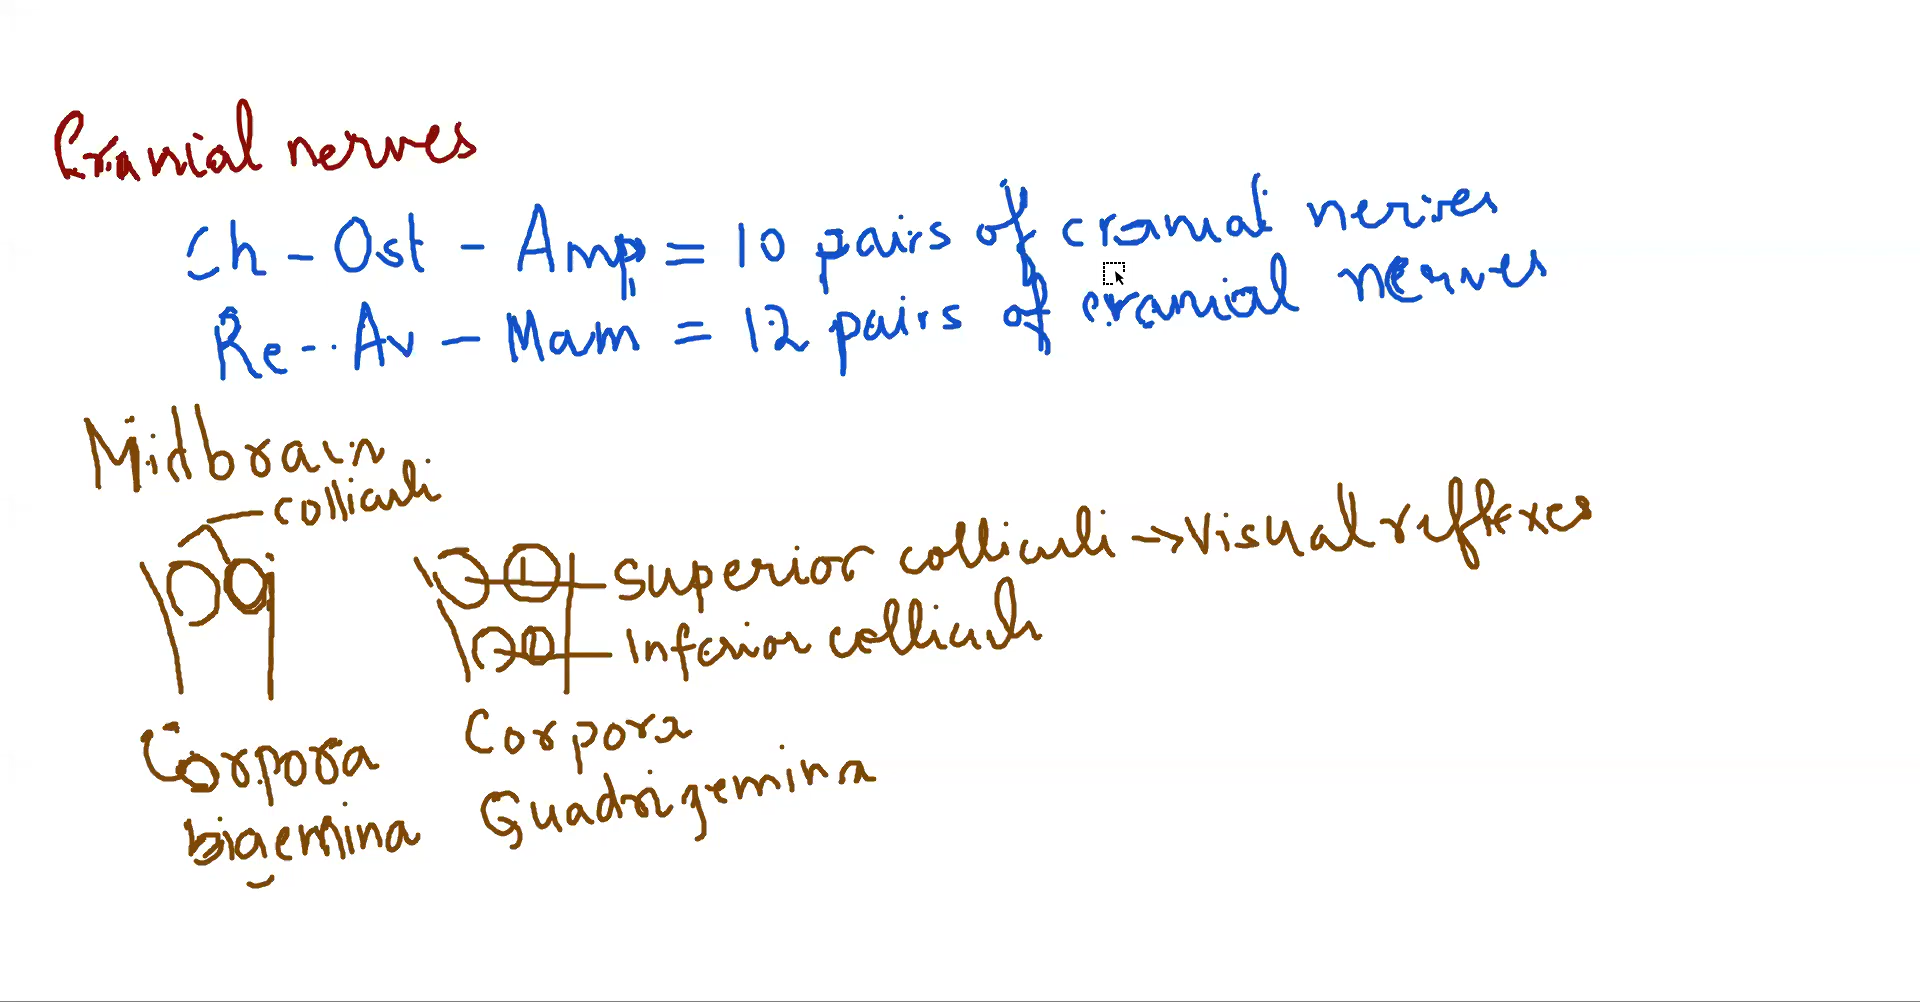 Cranial nerves
Ch - Ost - Amp = 10 pairs of cranial nerves
Re - Av - Mam = 12 pairs of cranial nerves
Midbrain
colliculi
Superior colliculi → Visual reflexes
Inferior colliculi
Corpora
bigemina
Corpora
Quadrigemina